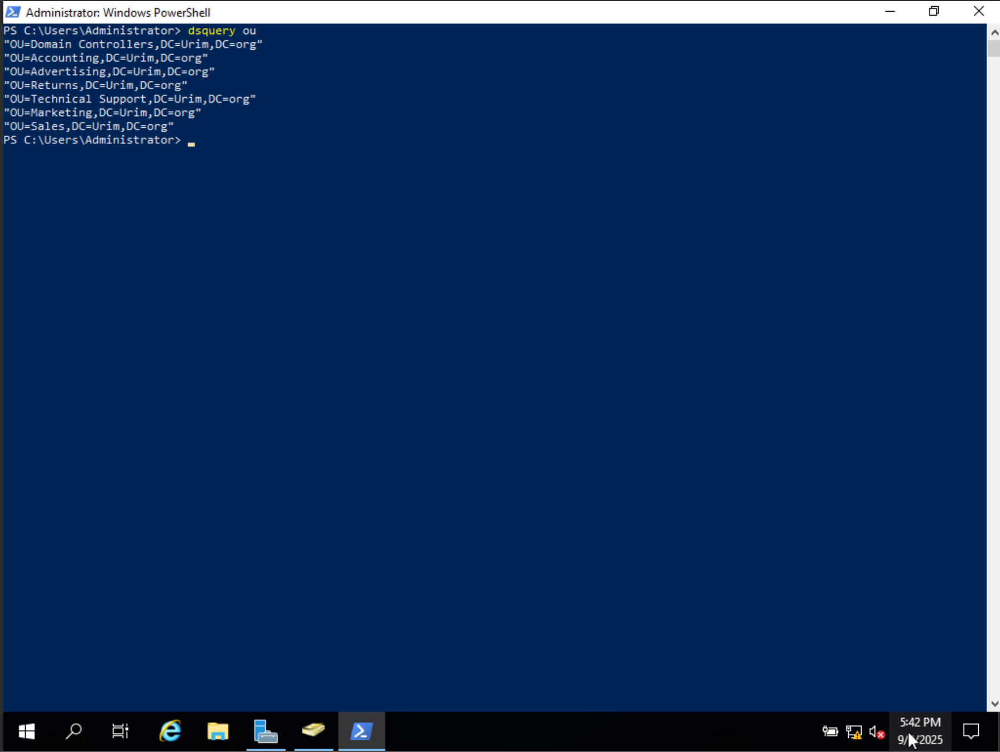 Administrator: Windows PowerShell
PS C:\Users\Administrator> dsquery ou
"OU=Domain Controllers,DC=Urim,DC=org"
"OU=Accounting,DC=Urim,DC=org"
"OU=Advertising,DC=Urim,DC=org"
"OU=Returns,DC=Urim,DC=org"
"OU=Technical Support,DC=Urim,DC=org"
"OU=Marketing,DC=Urim,DC=org"
"OU=Sales,DC=Urim,DC=org"
PS C:\Users\Administrator>
5:42 PM